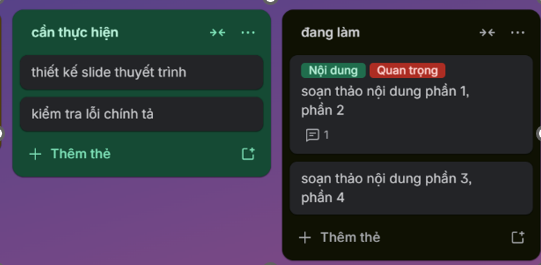 cần thực hiện
thiết kế slide thuyết trình
kiểm tra lỗi chính tả
Thêm thẻ
đang làm
Nội dung Quan trọng
soạn thảo nội dung phần 1,
phần 2
1
soạn thảo nội dung phần 3,
phần 4
Thêm thẻ